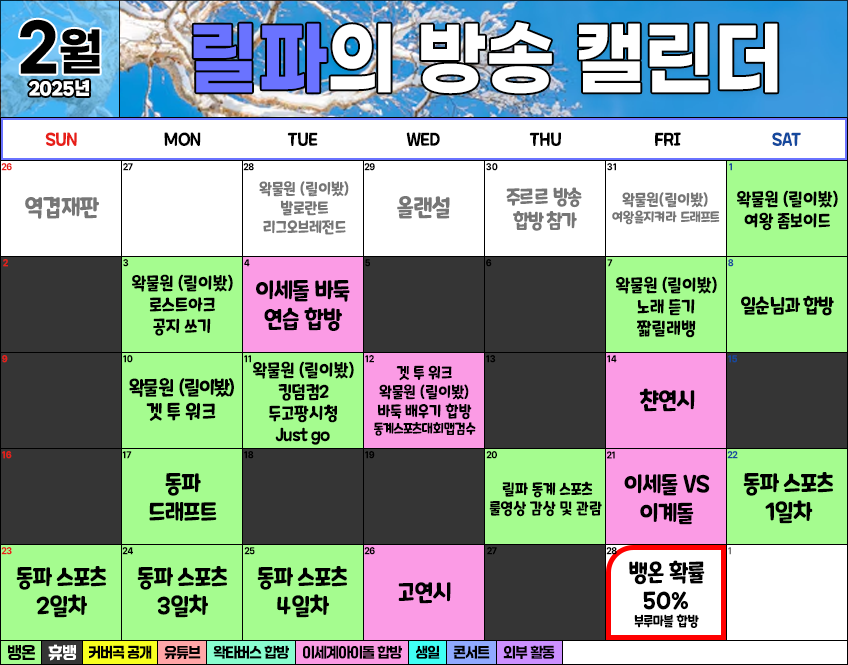 2월
2025년
릴파의 방송 캘린더
SUN MON TUE WED THU FRI SAT
26
역겹재판
27
28
왁물원 (릴이봤)
발로란트
리그오브레전드
29
올랜설
30
주르르 방송
합방 참가
31
왁물원(릴이봤)
여왕을지켜라 드래프트
1
왁물원 (릴이봤)
여왕 좀보이드
2
3
왁물원 (릴이봤)
로스트아크
공지 쓰기
4
이세돌 바둑
연습 합방
5
6
7
왁물원 (릴이봤)
노래 듣기
짧릴래뱅
8
일순님과 합방
9
10
왁물원 (릴이봤)
겟 투 워크
11
왁물원 (릴이봤)
킹덤컴2
두고팡시청
Just go
12
겟 투 워크
왁물원 (릴이봤)
바둑 배우기 합방
동계스포츠대회맵검수
13
14
챤연시
15
16
17
동파
드래프트
18
19
20
릴파 동계 스포츠
룰영상 감상 및 관람
21
이세돌 VS
이계돌
22
동파 스포츠
1일차
23
동파 스포츠
2일차
24
동파 스포츠
3일차
25
동파 스포츠
4일차
26
고연시
27
28
뱅온 확률
50%
부루마블 합방
1
뱅온 휴뱅 커버곡 공개 유튜브 왁타버스 합방 이세계아이돌 합방 생일 콘서트 외부 활동